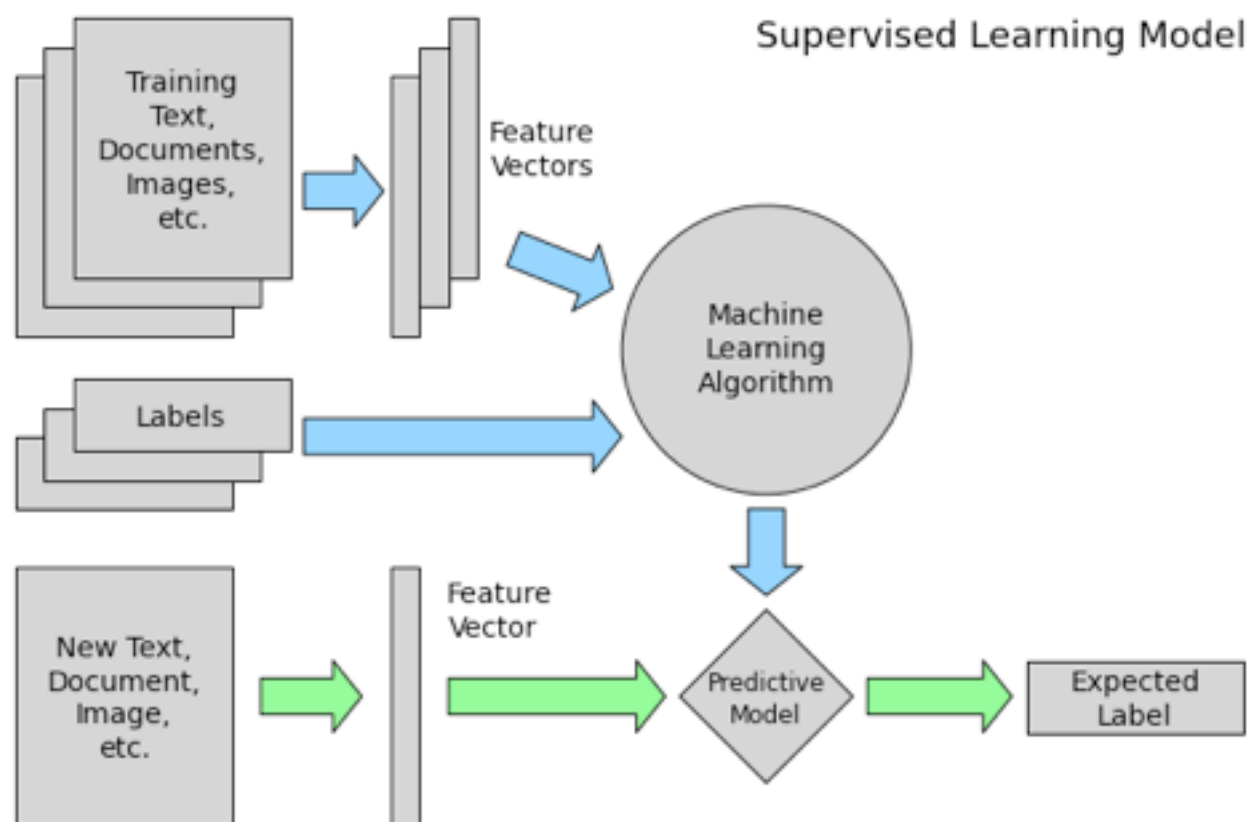 Supervised Learning Model
Training
Text,
Documents,
Images,
etc.
Feature
Vectors
Machine
Learning
Algorithm
Labels
New Text,
Document,
Image,
etc.
Feature
Vector
Predictive
Model
Expected
Label